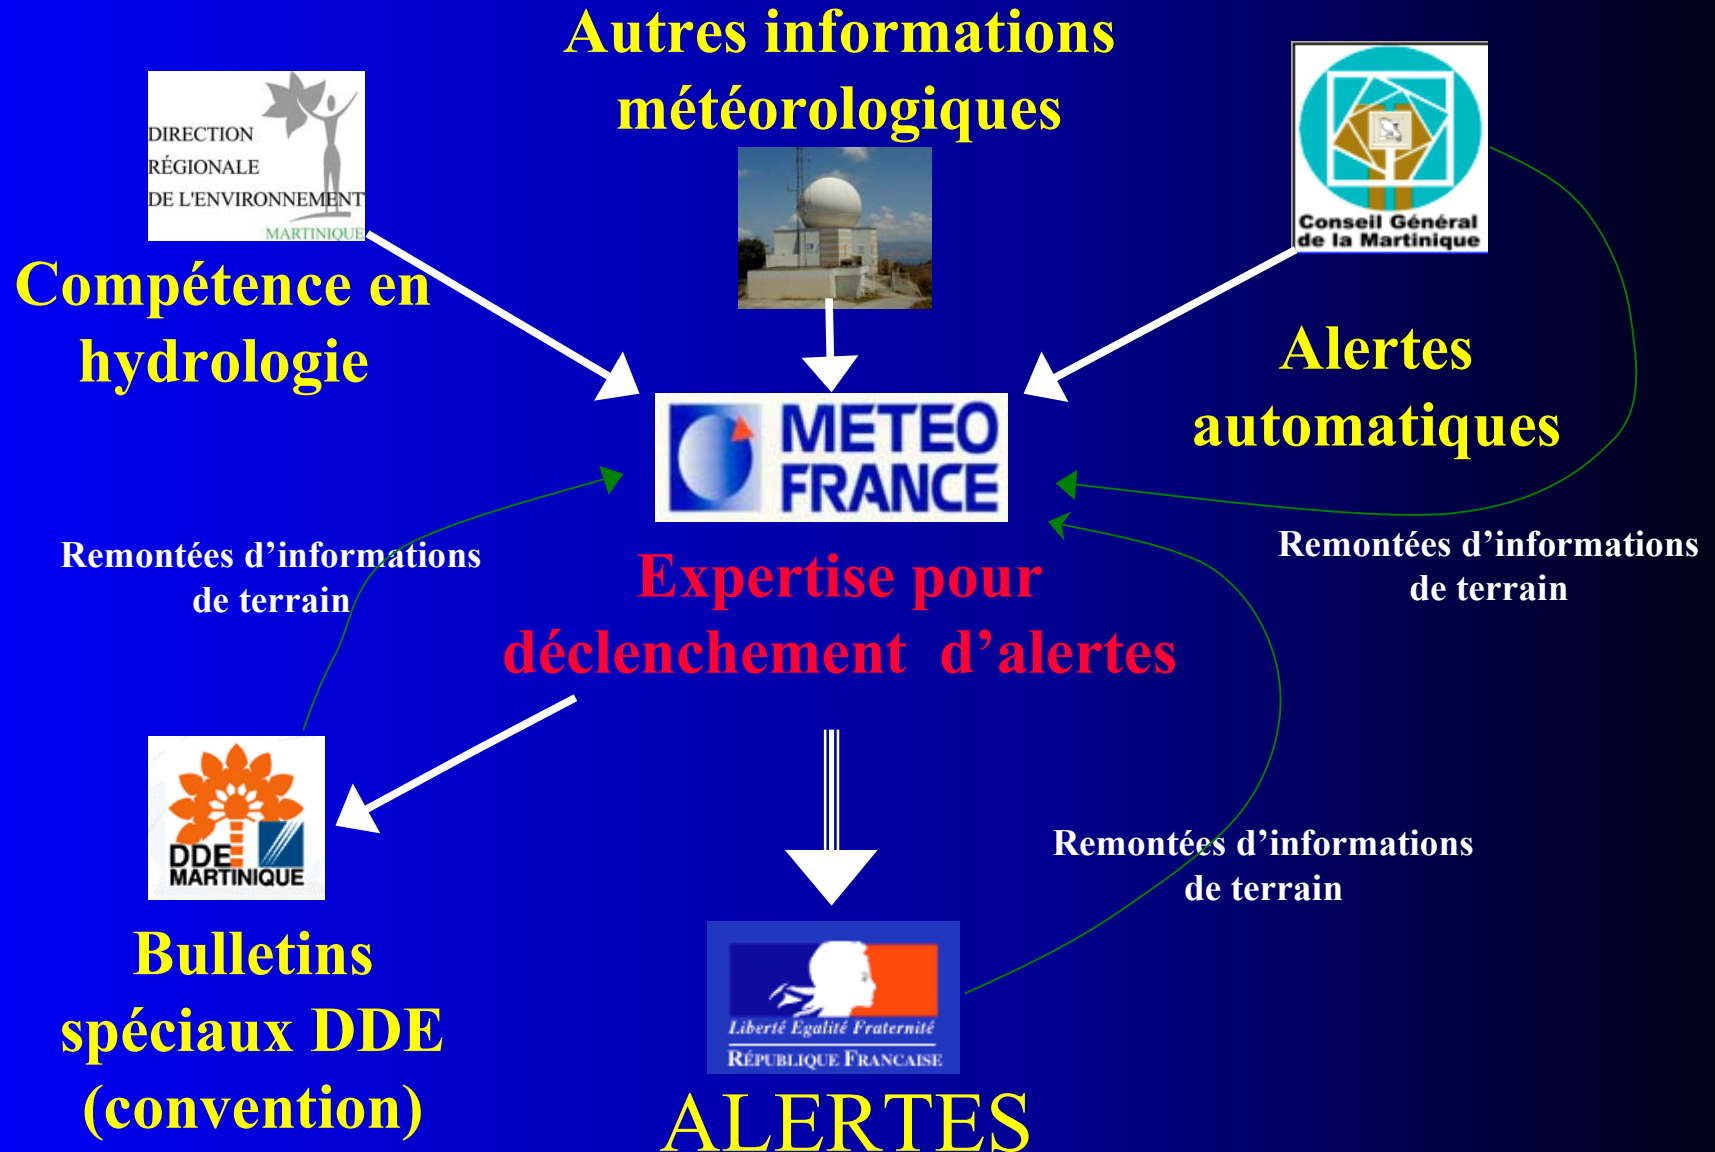 Autres informations
météorologiques
DIRECTION
RÉGIONALE
DE L'ENVIRONNEMENT
MARTINIQUE
Conseil Général
de la Martinique
Compétence en
hydrologie
Alertes
automatiques
METEO
FRANCE
Remontées d’informations
de terrain
Remontées d’informations
de terrain
Expertise pour
déclenchement  d’alertes
DDE
MARTINIQUE
Remontées d’informations
de terrain
Bulletins
spéciaux DDE
(convention)
Liberté Egalité Fraternité
RÉPUBLIQUE FRANCAISE
ALERTES